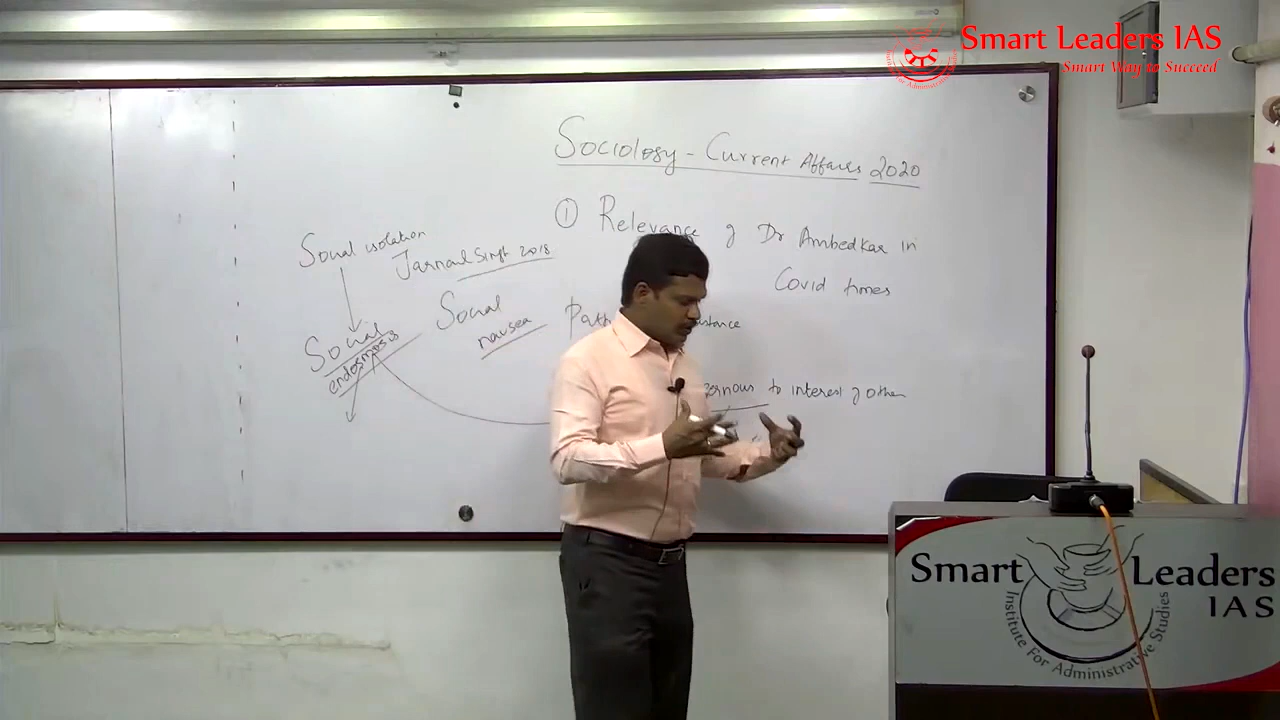 Smart Leaders IAS
Smart Way to Succeed
Sociology - Current Affairs 2020
① Relevance of Dr Ambedkar in
Covid times
Social isolation
Jarnail Singh 2018
Social
nausea
Path
Social
endosmosis
to interest of other
Smart Leaders
IAS
Institute For Administrative Studies